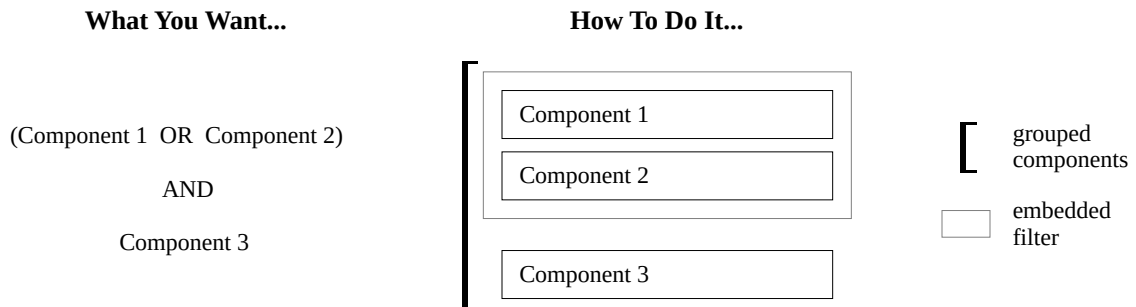 What You Want...
How To Do It...
(Component 1  OR  Component 2)
AND
Component 3
Component 1
Component 2
Component 3
grouped
components
embedded
filter